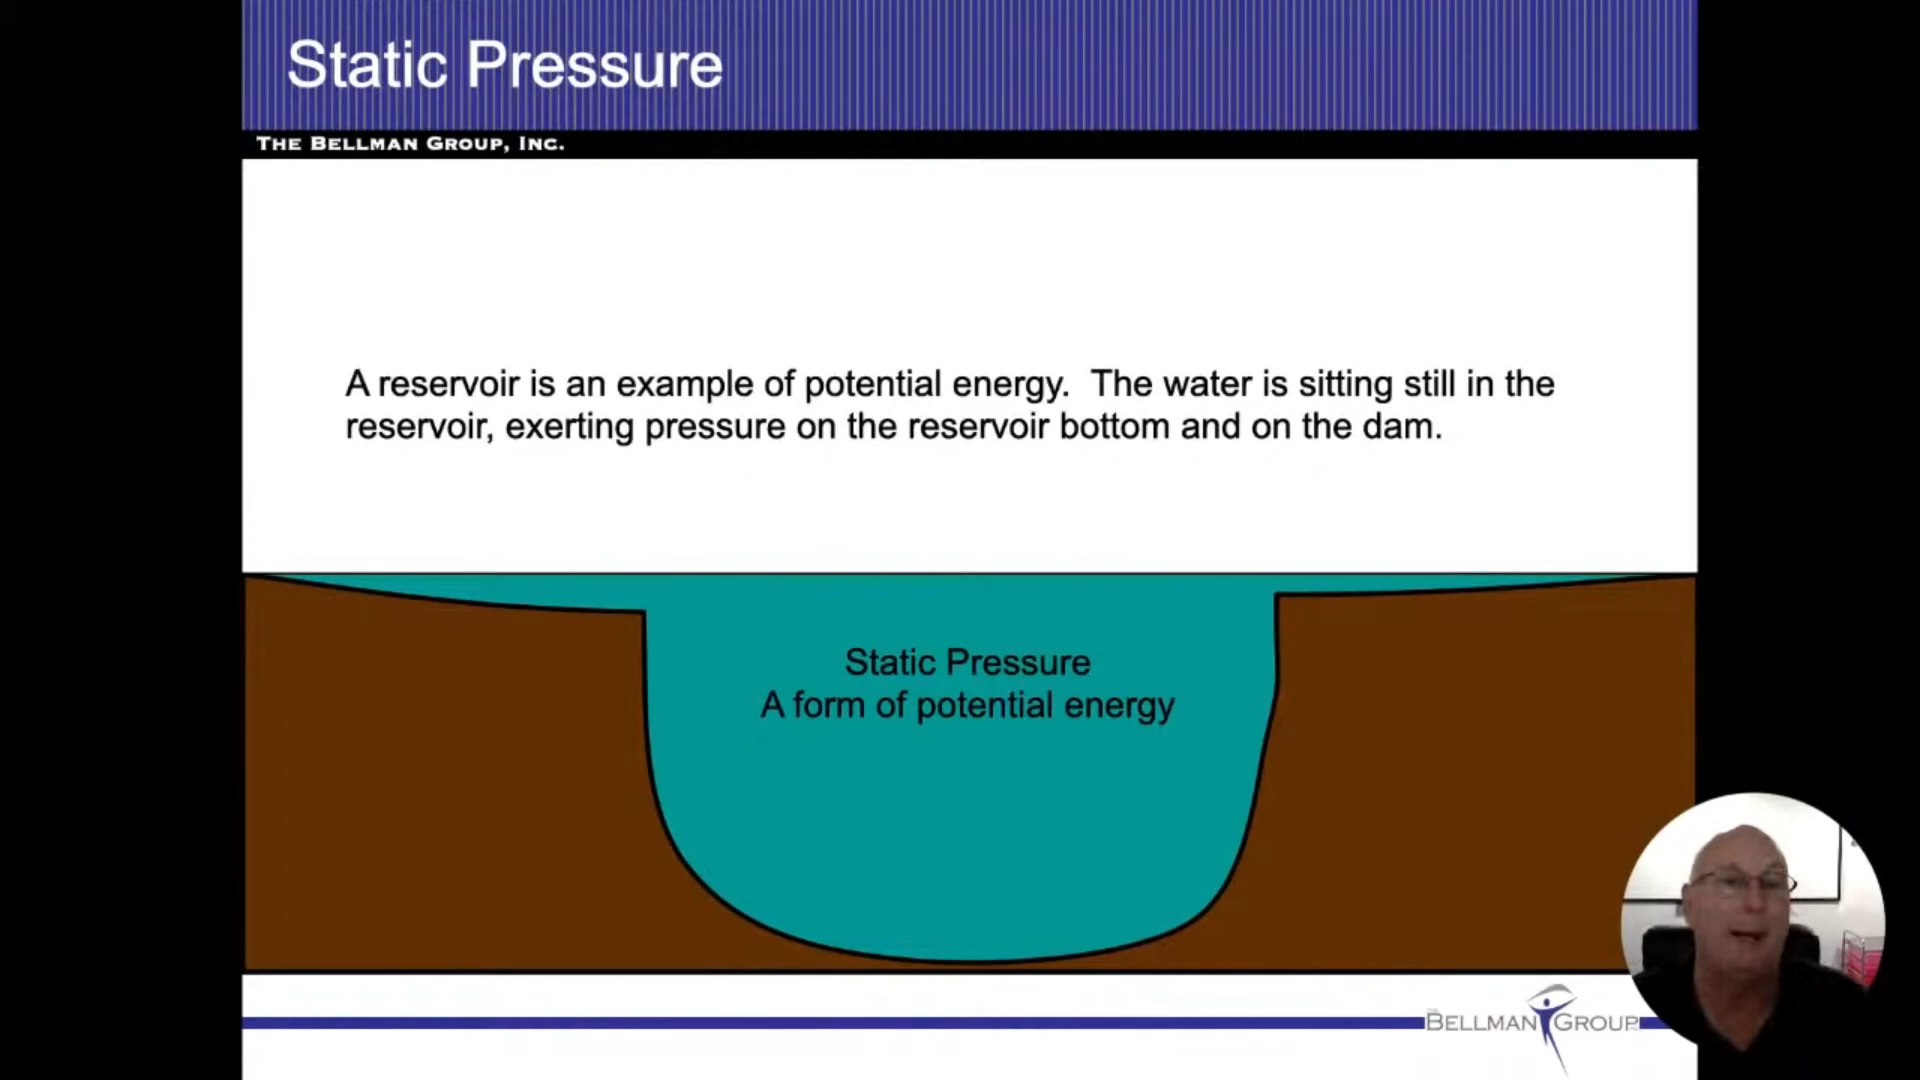 Static Pressure
THE BELLMAN GROUP, INC.
A reservoir is an example of potential energy.  The water is sitting still in the
reservoir, exerting pressure on the reservoir bottom and on the dam.
Static Pressure
A form of potential energy
BELLMAN GROUP